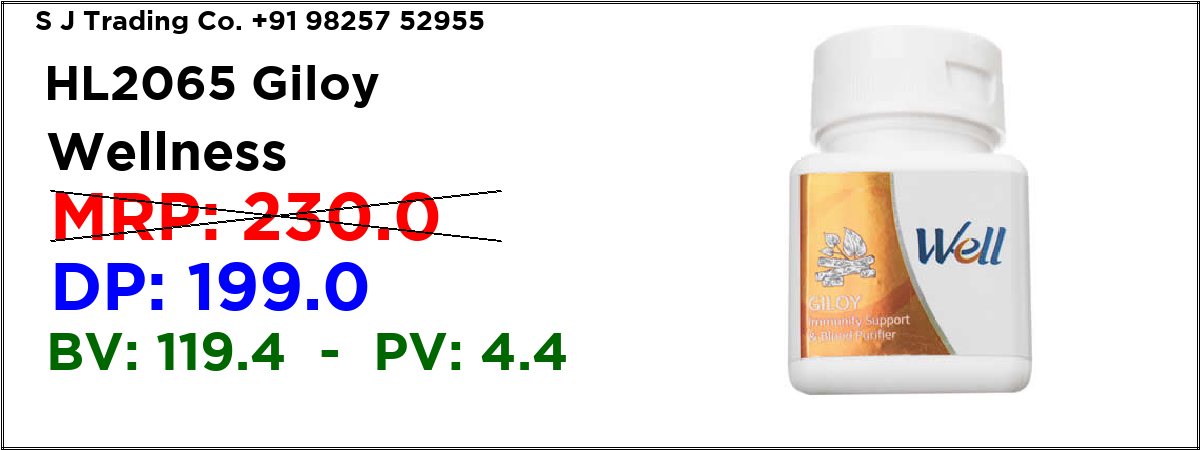 S J Trading Co. +91 98257 52955
HL2065 Giloy
Wellness
MRP: 230.0
DP: 199.0
BV: 119.4 - PV: 4.4
Well
GILOY
Immunity Support
& Blood Purifier